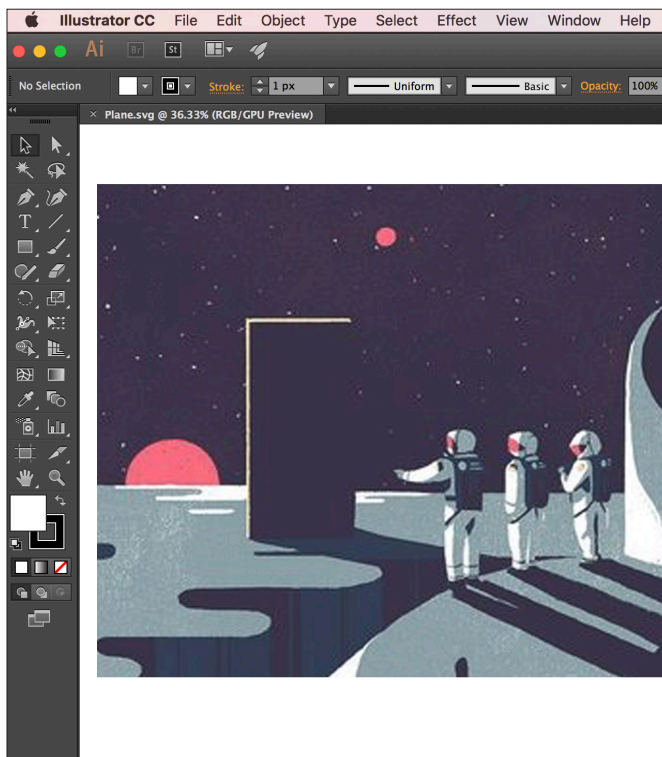 Illustrator CC File Edit Object Type Select Effect View Window Help
Ai Br St
No Selection Stroke: 1 px Uniform Basic Opacity: 100%
× Plane.svg @ 36.33% (RGB/GPU Preview)
T